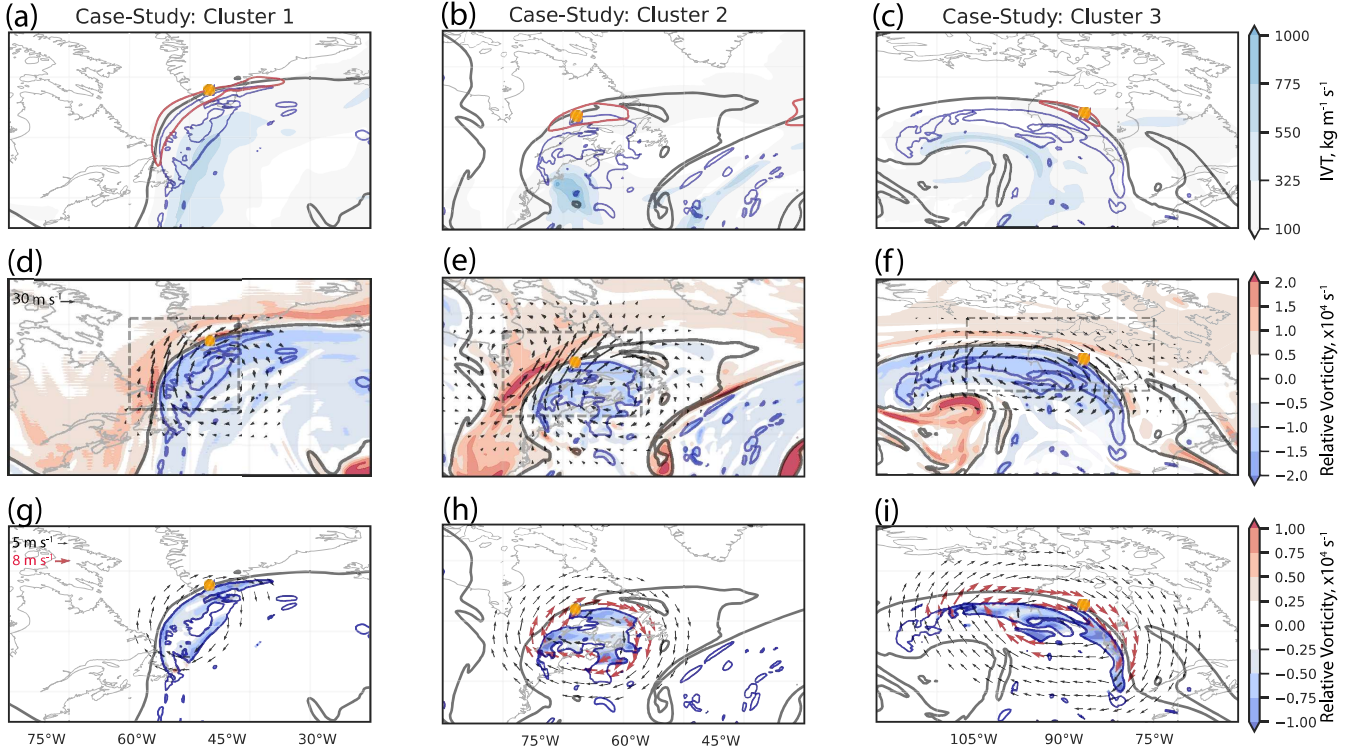 (a)
Case-Study: Cluster 1
(b)
Case-Study: Cluster 2
(c)
Case-Study: Cluster 3
1000
775
550
325
100
IVT, kg m⁻¹ s⁻¹
(d)
30 m s⁻¹
(e)
(f)
2.0
1.0
0.5
0.0
−0.5
−1.0
−1.5
−2.0
Relative Vorticity, x10⁴ s⁻¹
(g)
5 m s⁻¹
8 m s⁻¹
(h)
(i)
1.00
0.75
0.50
0.25
0.00
−0.25
−0.50
−0.75
−1.00
Relative Vorticity, x10⁴ s⁻¹
75°W 60°W 45°W 30°W
75°W 60°W 45°W
105°W 90°W 75°W